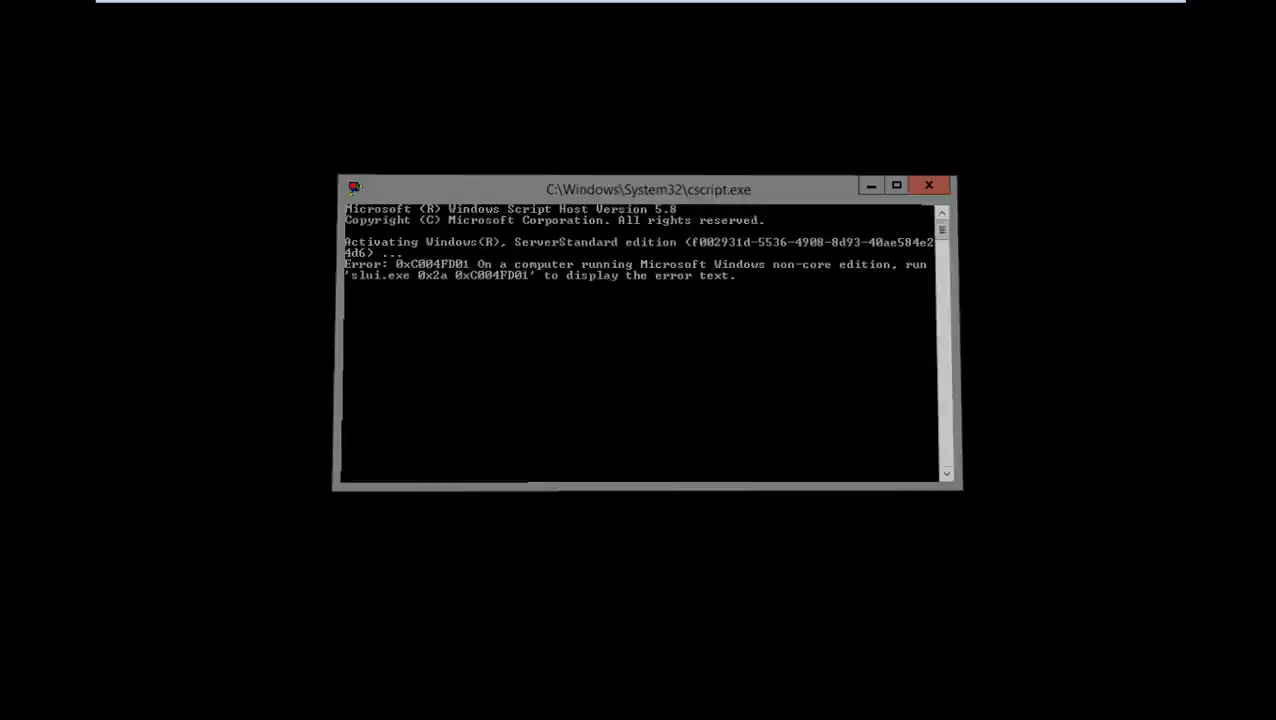 C:\Windows\System32\cscript.exe
Microsoft (R) Windows Script Host Version 5.8
Copyright (C) Microsoft Corporation. All rights reserved.
Activating Windows(R), ServerStandard edition (f002931d-5536-4908-8d93-40ae584e2
4d6) ...
Error: 0xC004FD01 On a computer running Microsoft Windows non-core edition, run
'slui.exe 0x2a 0xC004FD01' to display the error text.